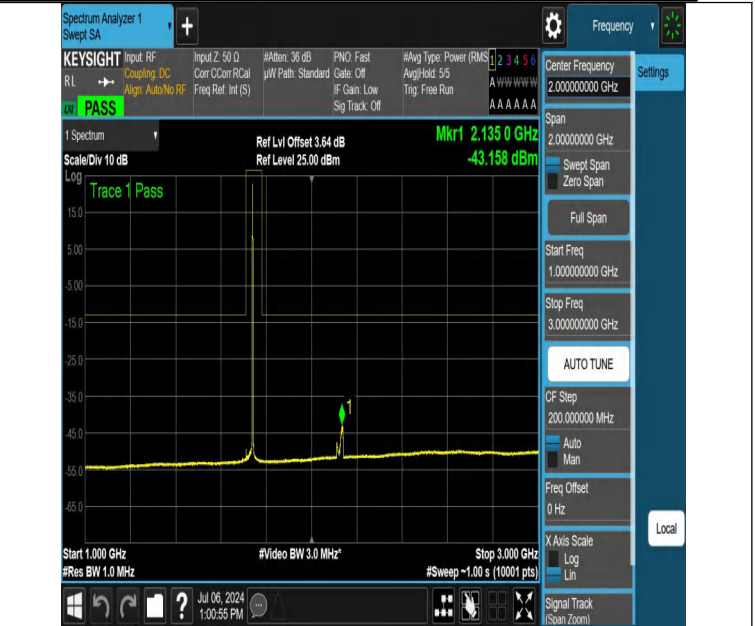 Spectrum Analyzer 1
Swept SA
+
Frequency
KEYSIGHT
RL
PASS
Input: RF
Coupling: DC
Align: Auto/No RF
Input Z: 50 Ω
Corr CCorr RCal
Freq Ref: Int (S)
#Atten: 36 dB
µW Path: Standard
PNO: Fast
Gate: Off
IF Gain: Low
Sig Track: Off
#Avg Type: Power (RMS
Avg|Hold: 5/5
Trig: Free Run
1 2 3 4 5 6
A W W W W W
A A A A A A
1 Spectrum
Scale/Div 10 dB
Ref Lvl Offset 3.64 dB
Ref Level 25.00 dBm
Mkr1 2.135 0 GHz
-43.158 dBm
Log
Trace 1 Pass
15.0
5.00
-5.00
-15.0
-25.0
-35.0
-45.0
-55.0
-65.0
1
Start 1.000 GHz
#Res BW 1.0 MHz
#Video BW 3.0 MHz*
Stop 3.000 GHz
#Sweep ~1.00 s (10001 pts)
Center Frequency
2.000000000 GHz
Settings
Span
2.00000000 GHz
Swept Span
Zero Span
Full Span
Start Freq
1.000000000 GHz
Stop Freq
3.000000000 GHz
AUTO TUNE
CF Step
200.000000 MHz
Auto
Man
Freq Offset
0 Hz
X Axis Scale
Log
Lin
Signal Track
(Span Zoom)
Local
?
Jul 06, 2024
1:00:55 PM